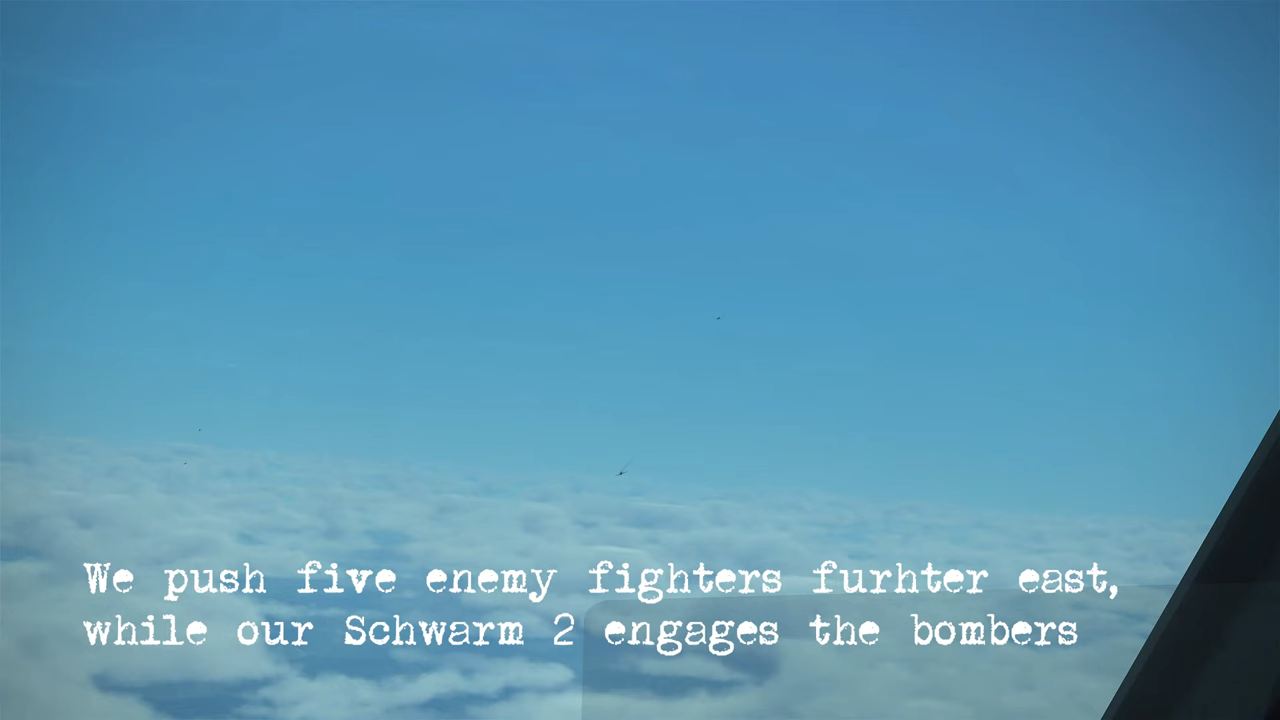 We push five enemy fighters furhter east,
while our Schwarm 2 engages the bombers